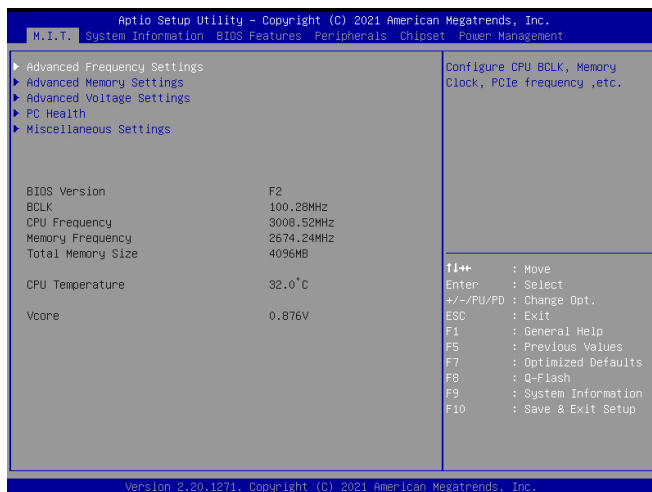 Aptio Setup Utility – Copyright (C) 2021 American Megatrends, Inc.
M.I.T. System Information BIOS Features Peripherals Chipset Power Management
Advanced Frequency Settings
Advanced Memory Settings
Advanced Voltage Settings
PC Health
Miscellaneous Settings
BIOS Version F2
BCLK 100.28MHz
CPU Frequency 3008.52MHz
Memory Frequency 2674.24MHz
Total Memory Size 4096MB
CPU Temperature 32.0°C
Vcore 0.876V
Configure CPU BCLK, Memory
Clock, PCIe frequency ,etc.
↑↓→← : Move
Enter : Select
+/-/PU/PD : Change Opt.
ESC : Exit
F1 : General Help
F5 : Previous Values
F7 : Optimized Defaults
F8 : Q-Flash
F9 : System Information
F10 : Save & Exit Setup
Version 2.20.1271. Copyright (C) 2021 American Megatrends, Inc.